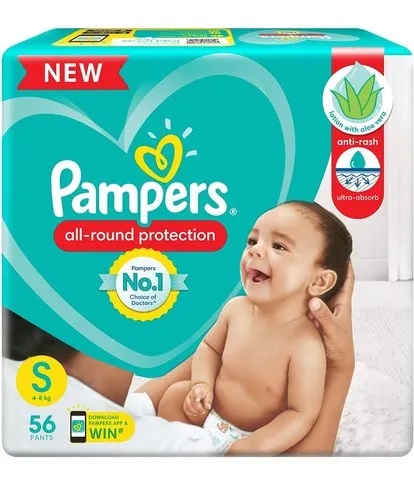 NEW
Pampers®
all-round protection
Pampers
No.1
Choice of
Doctors^
lotion with aloe vera
anti-rash
ultra-absorb
S
4-8 kg
56
PANTS
DOWNLOAD
PAMPERS APP &
WIN#